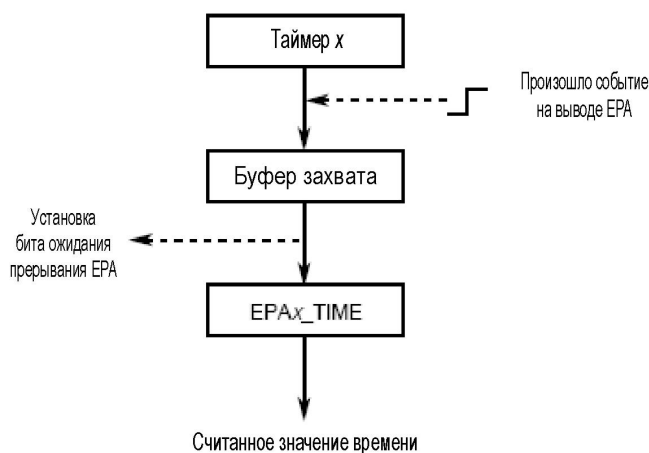 Таймер x
Произошло событие
на выводе EPA
Буфер захвата
Установка
бита ожидания
прерывания EPA
EPAx_TIME
Считанное значение времени